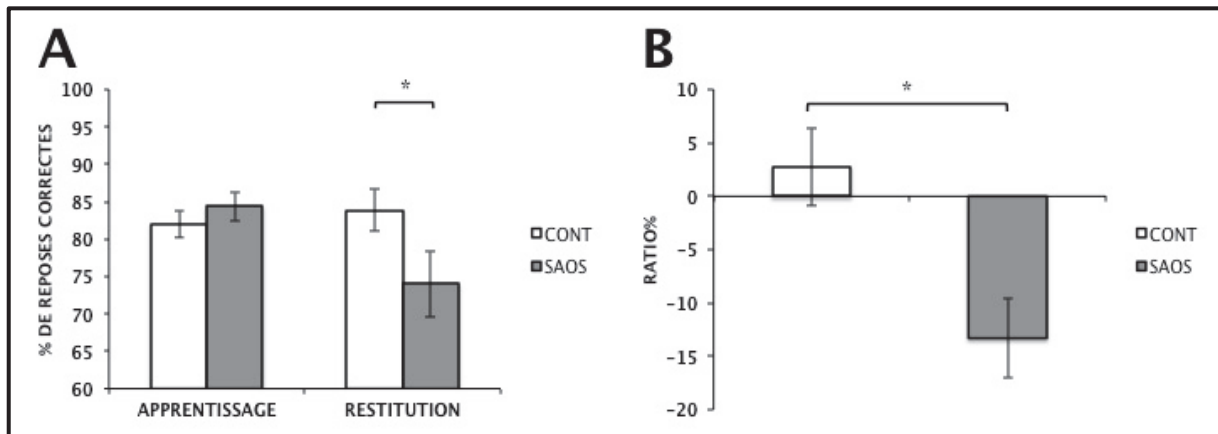 A
*
% DE REPOSES CORRECTES
100
95
90
85
80
75
70
65
60
APPRENTISSAGE
RESTITUTION
CONT
SAOS
B
*
RATIO%
10
5
0
-5
-10
-15
-20
CONT
SAOS